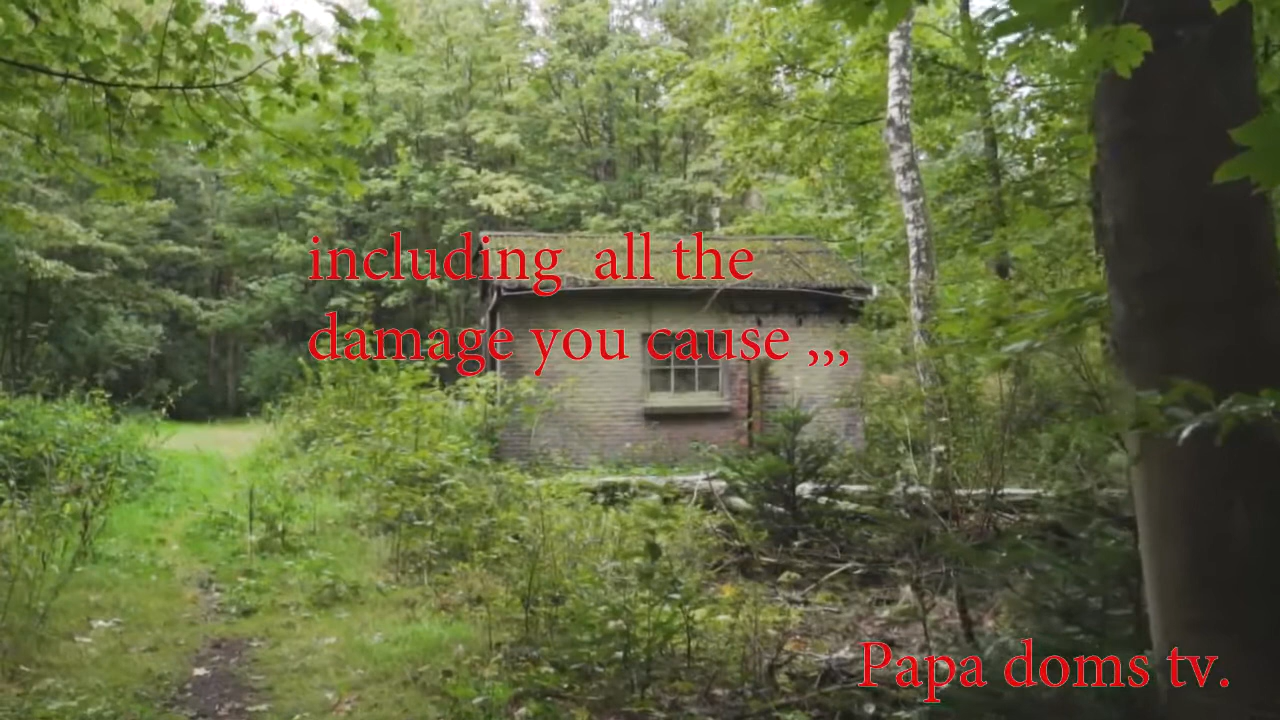 including  all the
damage you cause ,,,
Papa doms tv.